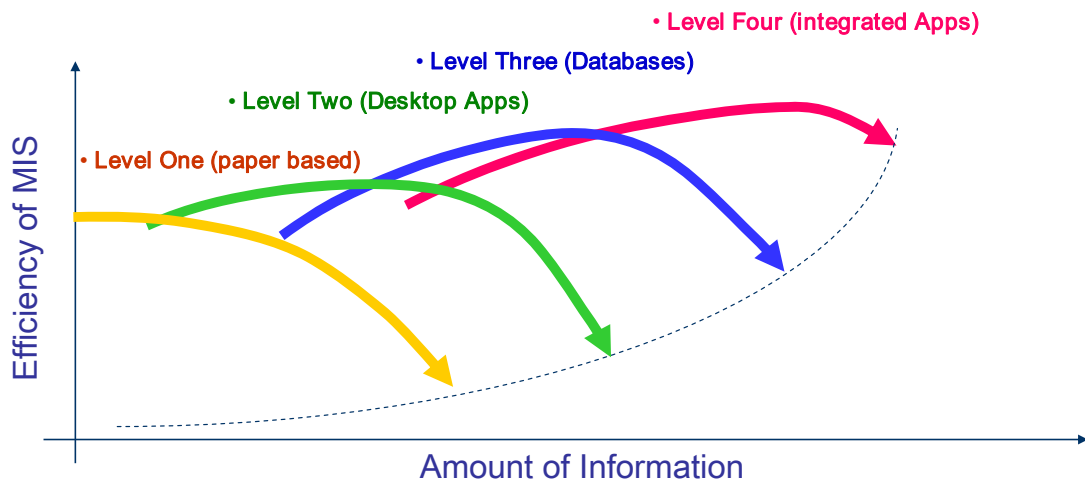 • Level Four (integrated Apps)
• Level Three (Databases)
• Level Two (Desktop Apps)
• Level One (paper based)
Efficiency of MIS
Amount of Information